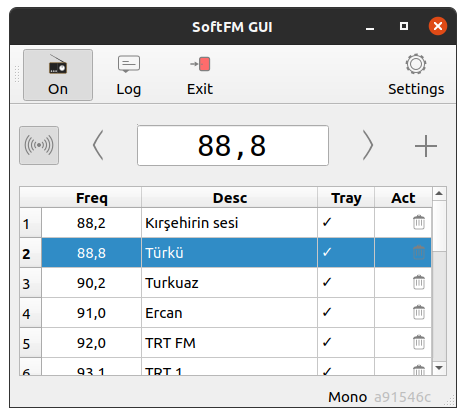 SoftFM GUI
On Log Exit Settings
88,8
Freq Desc Tray Act
1 88,2 Kırşehirin sesi ✓
2 88,8 Türkü ✓
3 90,2 Turkuaz ✓
4 91,0 Ercan ✓
5 92,0 TRT FM ✓
6 93,1 TRT 1 ✓
Mono a91546c